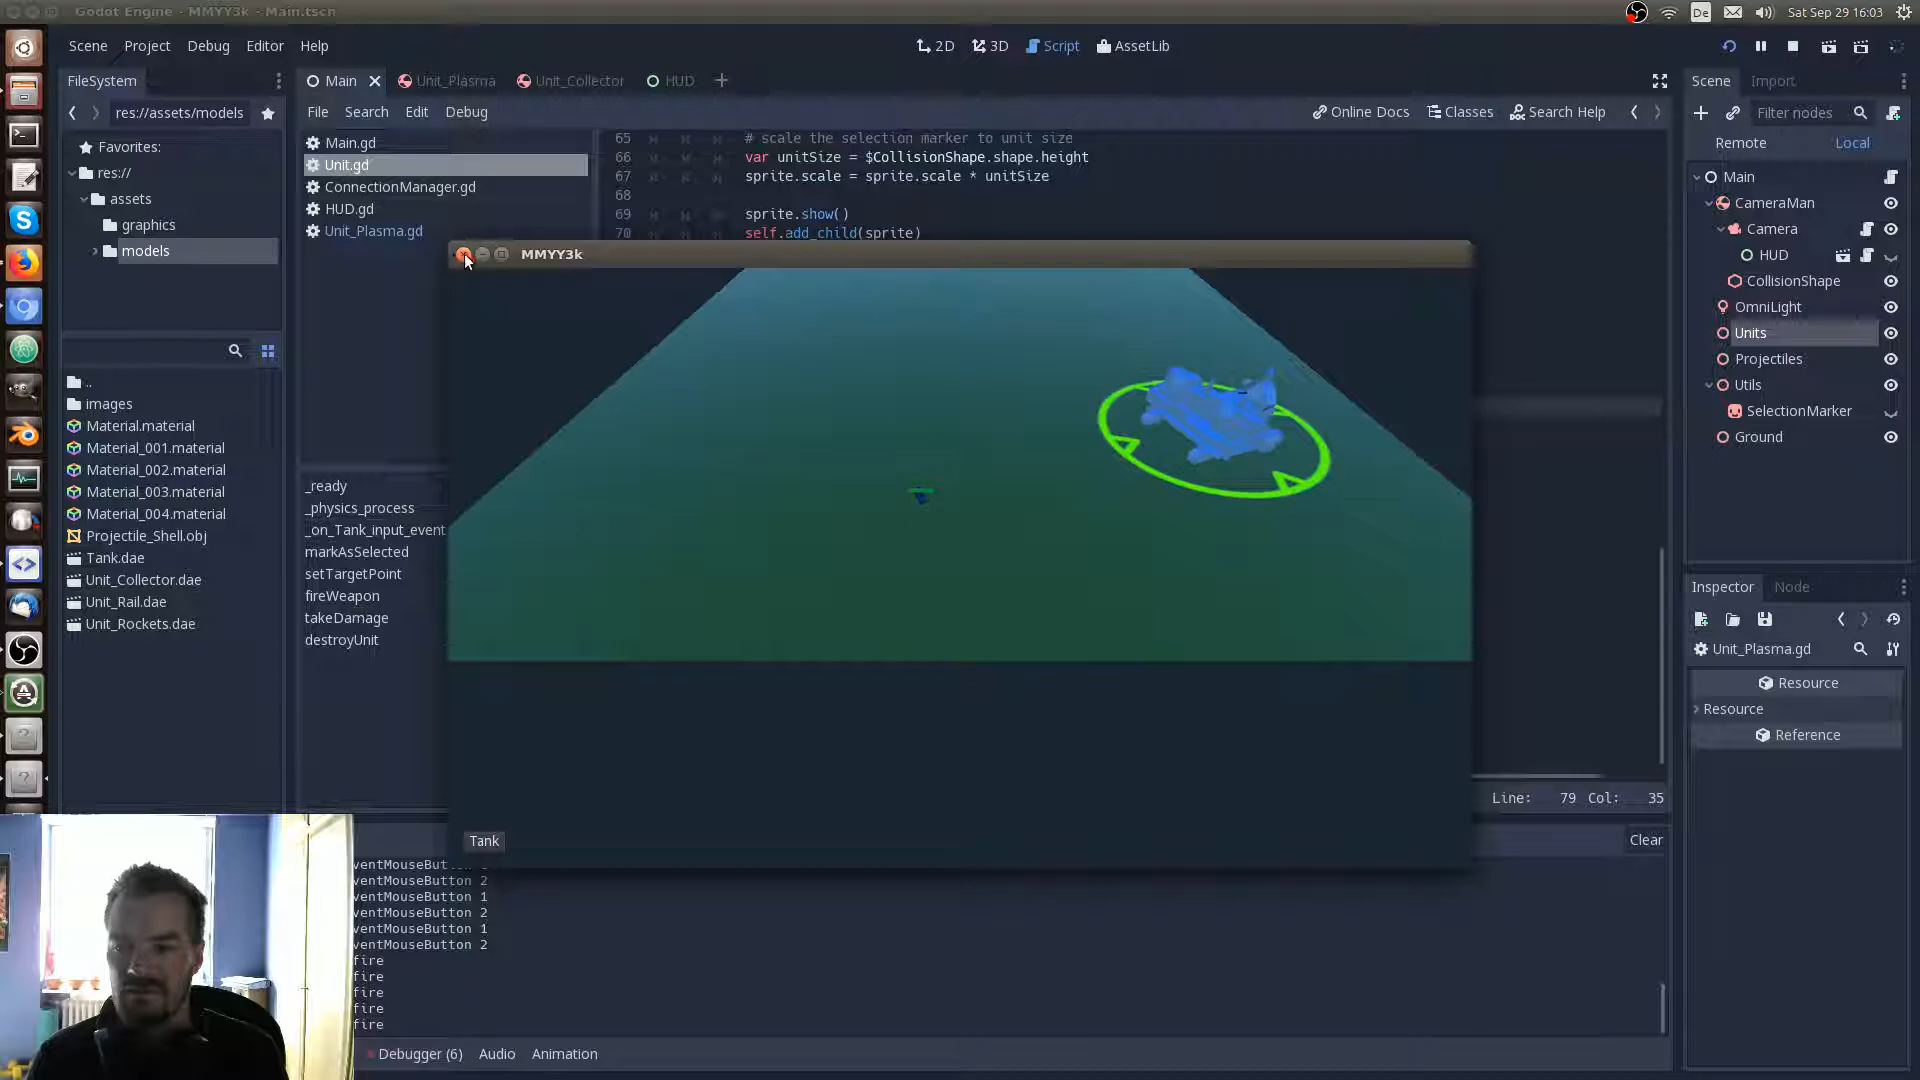 Godot Engine - MMYY3k - Main.tscn
De
Sat Sep 29 16:03
Scene Project Debug Editor Help
2D 3D Script AssetLib
FileSystem
res://assets/models
Favorites:
res://
assets
graphics
models
..
images
Material.material
Material_001.material
Material_002.material
Material_003.material
Material_004.material
Projectile_Shell.obj
Tank.dae
Unit_Collector.dae
Unit_Rail.dae
Unit_Rockets.dae
Main Unit_Plasma Unit_Collector HUD
File Search Edit Debug
Online Docs Classes Search Help
Main.gd
Unit.gd
ConnectionManager.gd
HUD.gd
Unit_Plasma.gd
_ready
_physics_process
_on_Tank_input_event
markAsSelected
setTargetPoint
fireWeapon
takeDamage
destroyUnit
65 # scale the selection marker to unit size
66 var unitSize = $CollisionShape.shape.height
67 sprite.scale = sprite.scale * unitSize
68
69 sprite.show()
70 self.add_child(sprite)
MMYY3k
Tank
Line: 79 Col: 35
Clear
ventMouseBut
ventMouseButton 2
ventMouseButton 1
ventMouseButton 2
ventMouseButton 1
ventMouseButton 2
fire
fire
fire
fire
fire
Debugger (6) Audio Animation
Scene Import
Filter nodes
Remote Local
Main
CameraMan
Camera
HUD
CollisionShape
OmniLight
Units
Projectiles
Utils
SelectionMarker
Ground
Inspector Node
Unit_Plasma.gd
Resource
Resource
Reference